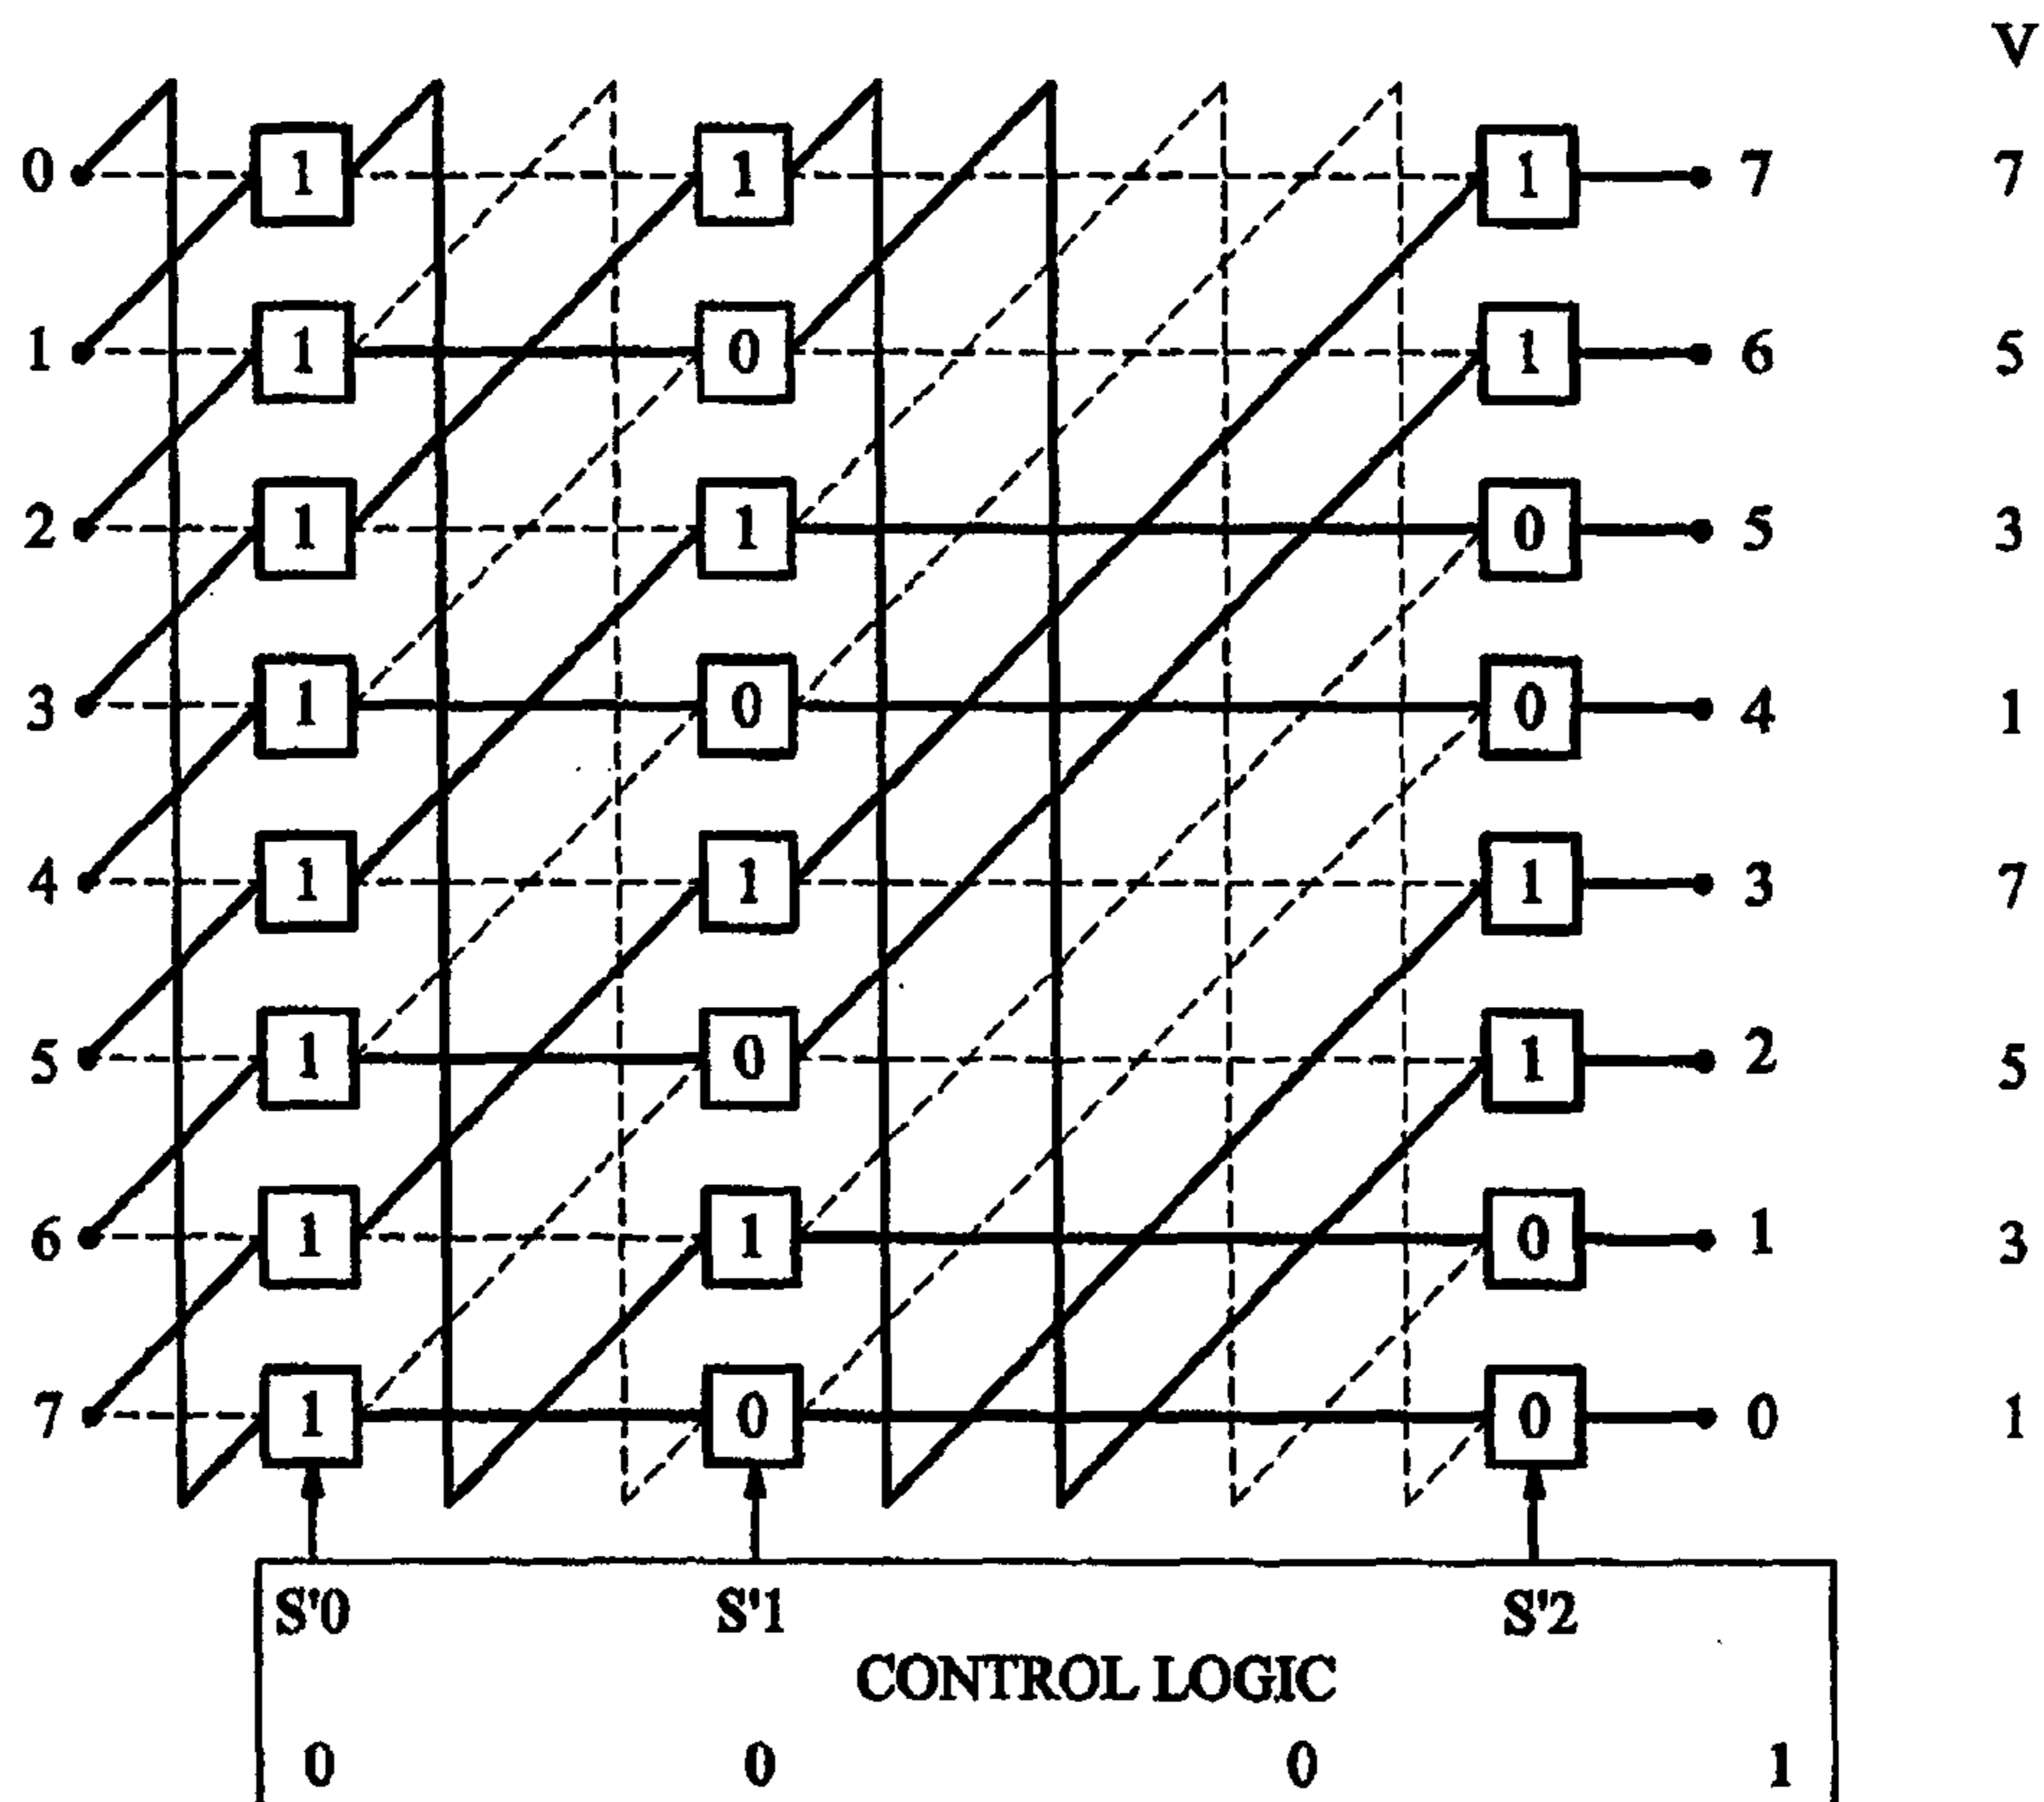 V
0 1 1 1 7 7
1 1 0 1 6 5
2 1 1 0 5 3
3 1 0 0 4 1
4 1 1 1 3 7
5 1 0 1 2 5
6 1 1 0 1 3
7 1 0 0 0 1
S'0 S'1 S'2
CONTROL LOGIC
0 0 0 1